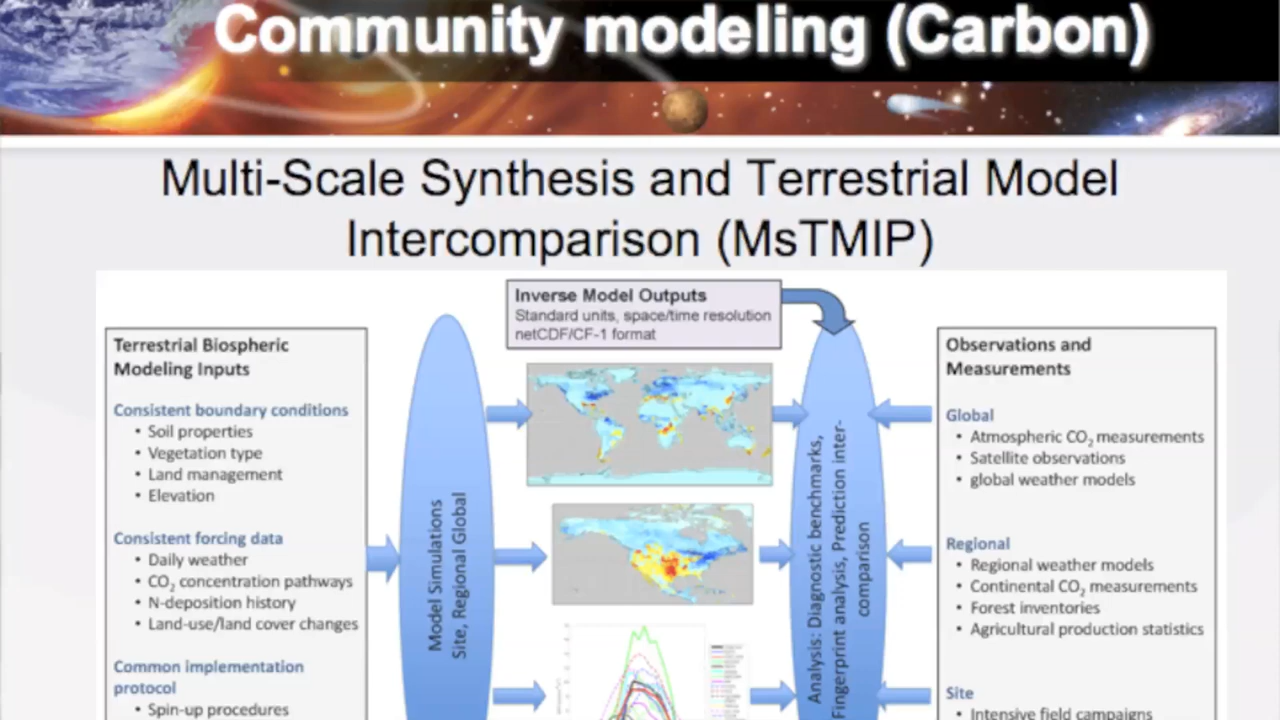 Community modeling (Carbon)
Multi-Scale Synthesis and Terrestrial Model
Intercomparison (MsTMIP)
Inverse Model Outputs
Standard units, space/time resolution
netCDF/CF-1 format
Terrestrial Biospheric
Modeling Inputs
Consistent boundary conditions
• Soil properties
• Vegetation type
• Land management
• Elevation
Consistent forcing data
• Daily weather
• CO₂ concentration pathways
• N-deposition history
• Land-use/land cover changes
Common implementation
protocol
• Spin-up procedures
Model Simulations
Site, Regional Global
Analysis: Diagnostic benchmarks,
Fingerprint analysis, Prediction inter-
comparison
Observations and
Measurements
Global
• Atmospheric CO₂ measurements
• Satellite observations
• global weather models
Regional
• Regional weather models
• Continental CO₂ measurements
• Forest inventories
• Agricultural production statistics
Site
• Intensive field campaigns